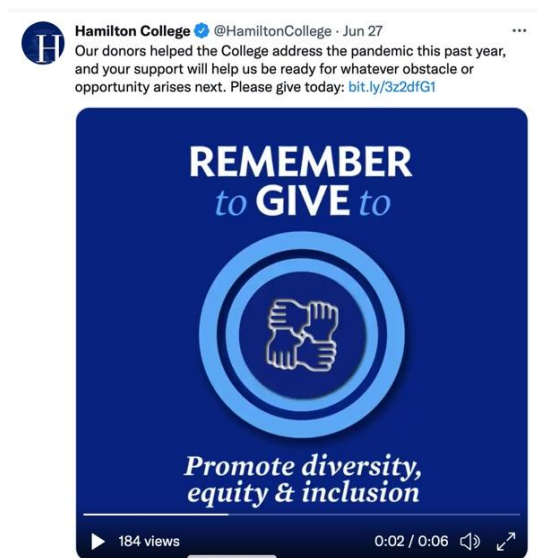 Hamilton College @HamiltonCollege · Jun 27
H
Our donors helped the College address the pandemic this past year,
and your support will help us be ready for whatever obstacle or
opportunity arises next. Please give today: bit.ly/3z2dfG1
REMEMBER
to GIVE to
Promote diversity,
equity & inclusion
184 views 0:02 / 0:06